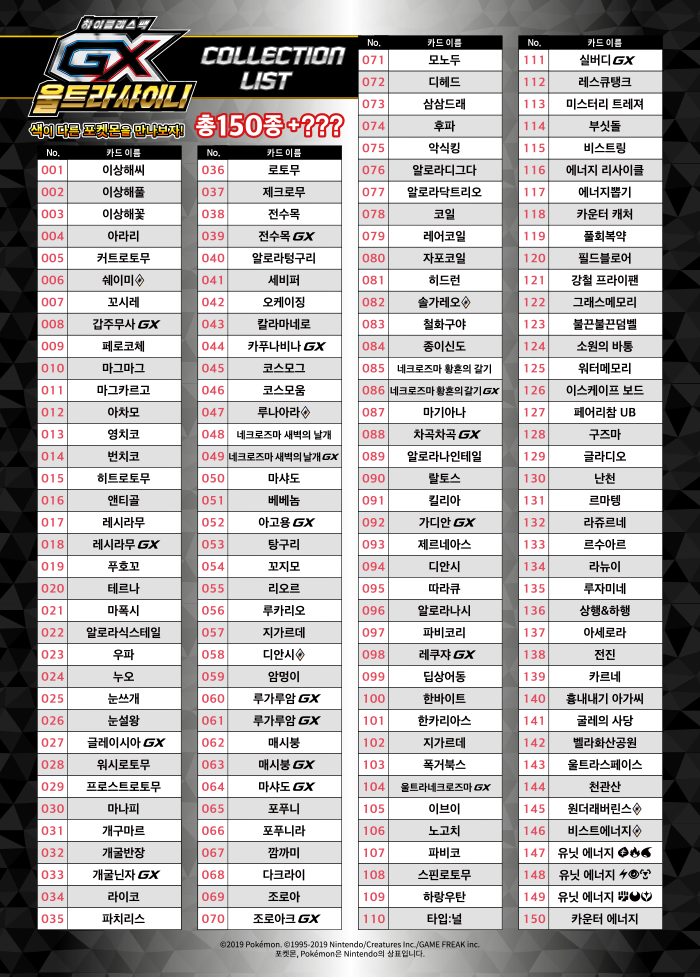 하이클래스팩
GX
울트라샤이니
COLLECTION
LIST
색이 다른 포켓몬을 만나보자!
총150종+???
No. 카드 이름
001 이상해씨
002 이상해풀
003 이상해꽃
004 아라리
005 커트로토무
006 쉐이미
007 꼬시레
008 갑주무사 GX
009 페로코체
010 마그마그
011 마그카르고
012 아차모
013 영치코
014 번치코
015 히트로토무
016 앤티골
017 레시라무
018 레시라무 GX
019 푸호꼬
020 테르나
021 마폭시
022 알로라식스테일
023 우파
024 누오
025 눈쓰개
026 눈설왕
027 글레이시아 GX
028 워시로토무
029 프로스트로토무
030 마나피
031 개구마르
032 개굴반장
033 개굴닌자 GX
034 라이코
035 파치리스
No. 카드 이름
036 로토무
037 제크로무
038 전수목
039 전수목 GX
040 알로라텅구리
041 세비퍼
042 오케이징
043 칼라마네로
044 카푸나비나 GX
045 코스모그
046 코스모움
047 루나아라
048 네크로즈마 새벽의 날개
049 네크로즈마 새벽의 날개 GX
050 마샤도
051 베베놈
052 아고용 GX
053 탕구리
054 꼬지모
055 리오르
056 루카리오
057 지가르데
058 디안시
059 암멍이
060 루가루암 GX
061 루가루암 GX
062 매시붕
063 매시붕 GX
064 마샤도 GX
065 포푸니
066 포푸니라
067 깜까미
068 다크라이
069 조로아
070 조로아크 GX
No. 카드 이름
071 모노두
072 디헤드
073 삼삼드래
074 후파
075 악식킹
076 알로라디그다
077 알로라닥트리오
078 코일
079 레어코일
080 자포코일
081 히드런
082 솔가레오
083 철화구야
084 종이신도
085 네크로즈마 황혼의 갈기
086 네크로즈마 황혼의 갈기 GX
087 마기아나
088 차곡차곡 GX
089 알로라나인테일
090 랄토스
091 킬리아
092 가디안 GX
093 제르네아스
094 디안시
095 따라큐
096 알로라나시
097 파비코리
098 레쿠쟈 GX
099 딥상어동
100 한바이트
101 한카리아스
102 지가르데
103 폭거북스
104 울트라네크로즈마 GX
105 이브이
106 노고치
107 파비코
108 스핀로토무
109 하랑우탄
110 타입:널
No. 카드 이름
111 실버디 GX
112 레스큐탱크
113 미스터리 트레져
114 부싯돌
115 비스트링
116 에너지 리사이클
117 에너지뽑기
118 카운터 캐처
119 풀회복약
120 필드블로어
121 강철 프라이팬
122 그래스메모리
123 불끈불끈덤벨
124 소원의 바통
125 워터메모리
126 이스케이프 보드
127 페어리참 UB
128 구즈마
129 글라디오
130 난천
131 르마텡
132 라쥬르네
133 르수아르
134 라뉴이
135 루자미네
136 상행&하행
137 아세로라
138 전진
139 카르네
140 흉내내기 아가씨
141 굴레의 사당
142 벨라화산공원
143 울트라스페이스
144 천관산
145 원더래버린스
146 비스트에너지
147 유닛 에너지
148 유닛 에너지
149 유닛 에너지
150 카운터 에너지
©2019 Pokémon. ©1995-2019 Nintendo/Creatures Inc./GAME FREAK inc.
포켓몬, Pokémon은 Nintendo의 상표입니다.